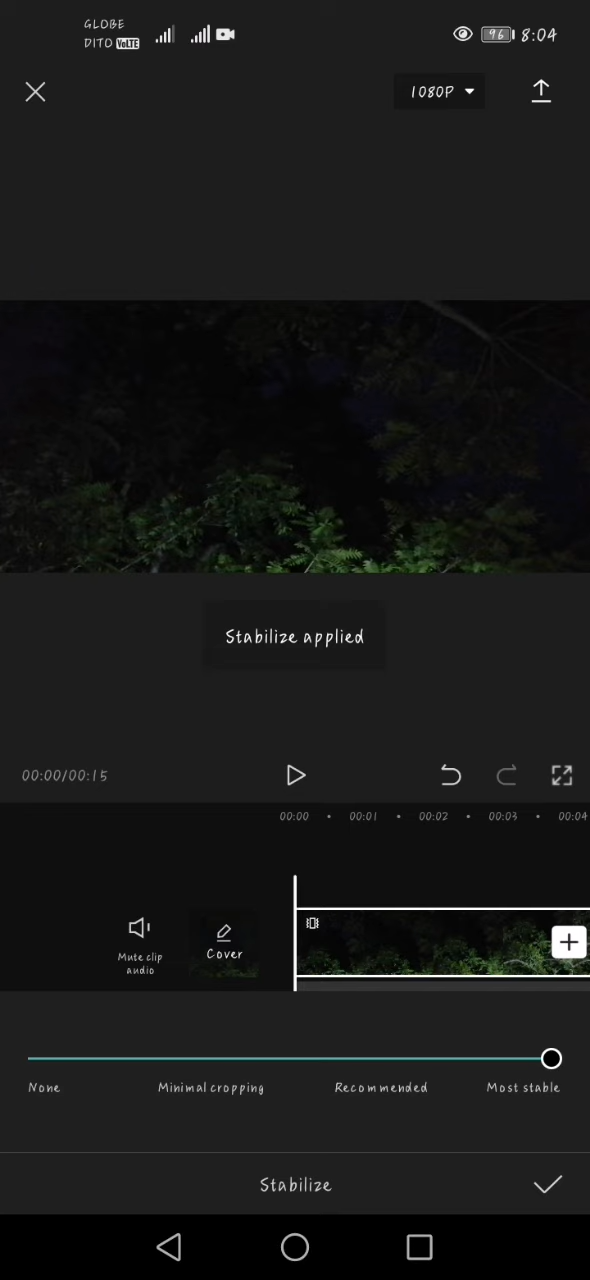 GLOBE
DITO VoLTE
96 8:04
1080P
Stabilize applied
00:00/00:15
00:00 00:01 00:02 00:03 00:04
Mute clip
audio
Cover
None Minimal cropping Recommended Most stable
Stabilize